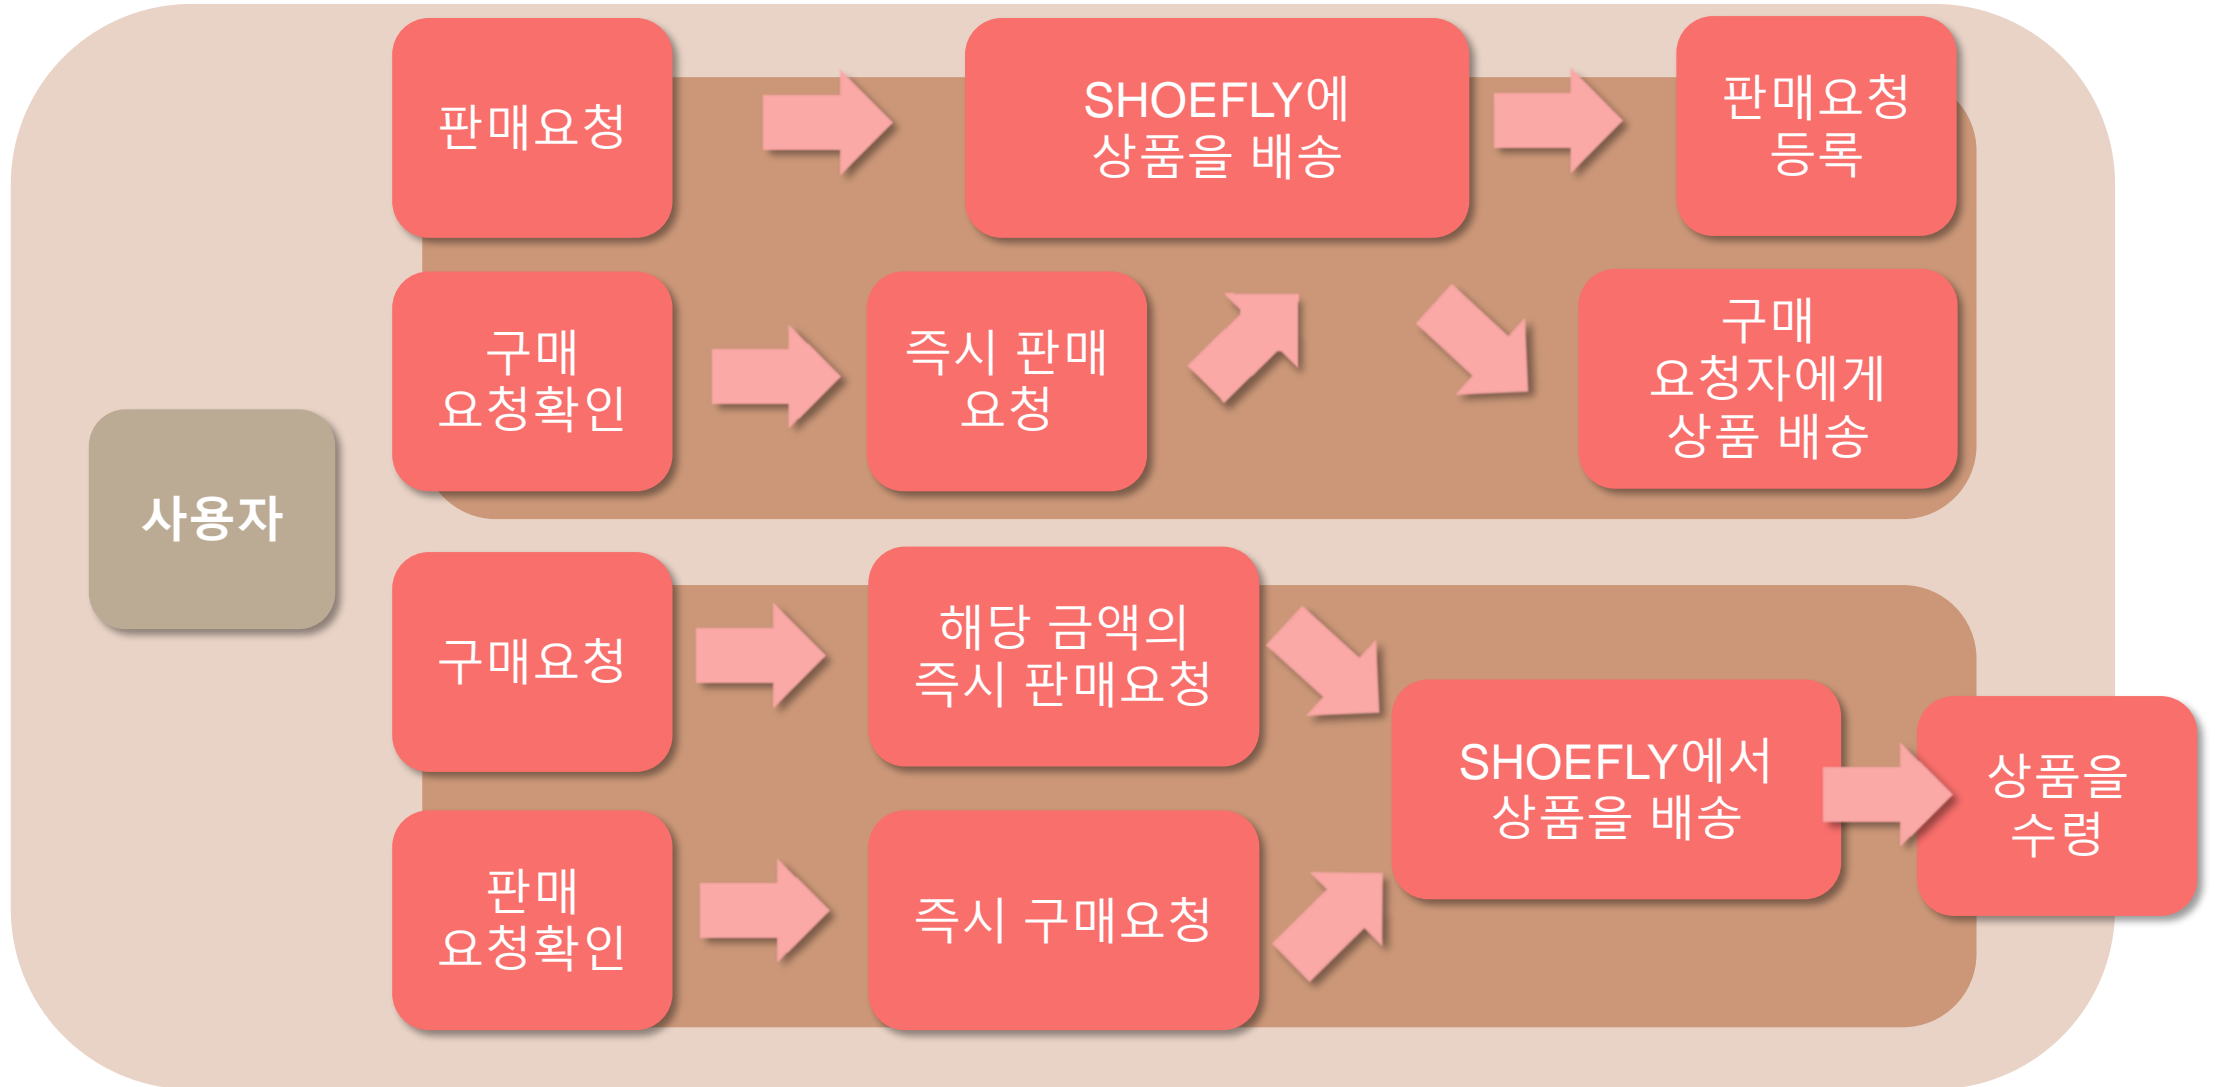 판매요청
SHOEFLY에
상품을 배송
판매요청
등록
구매
요청확인
즉시 판매
요청
구매
요청자에게
상품 배송
사용자
구매요청
해당 금액의
즉시 판매요청
SHOEFLY에서
상품을 배송
상품을
수령
판매
요청확인
즉시 구매요청